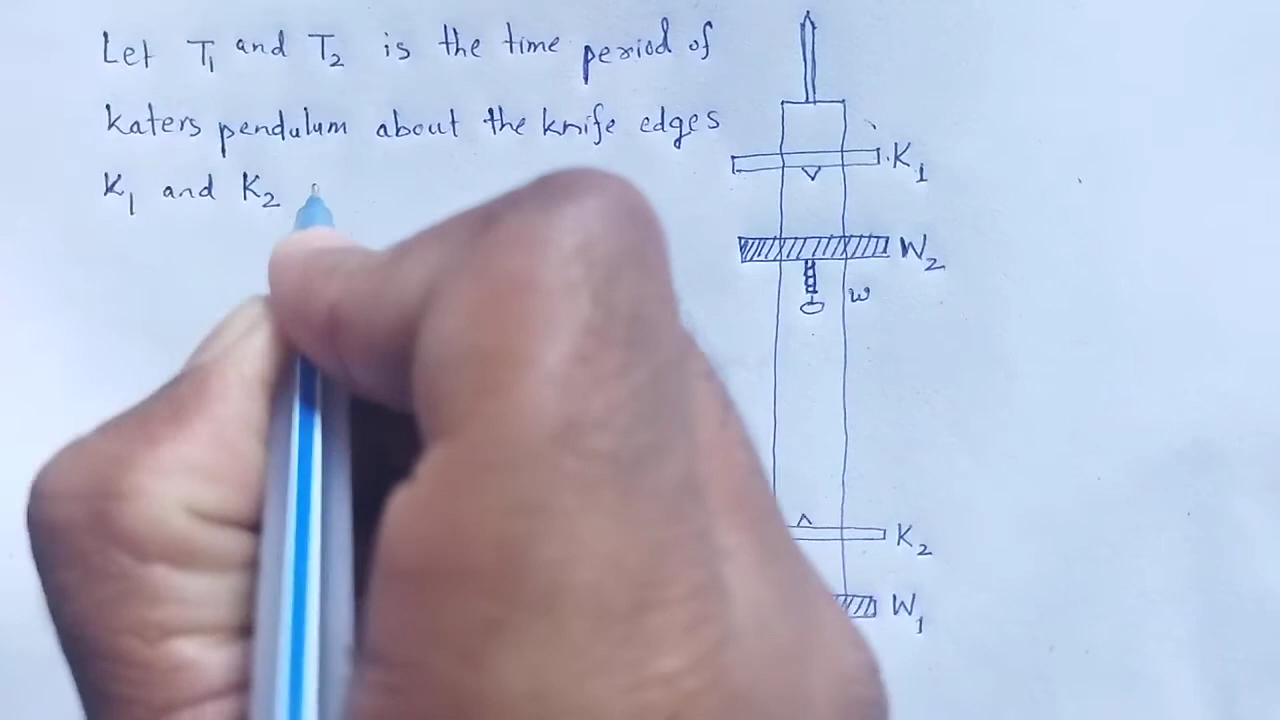 Let T₁ and T₂ is the time period of
Katers pendulum about the knife edges
K₁ and K₂
K₁
W₂
w
K₂
W₁